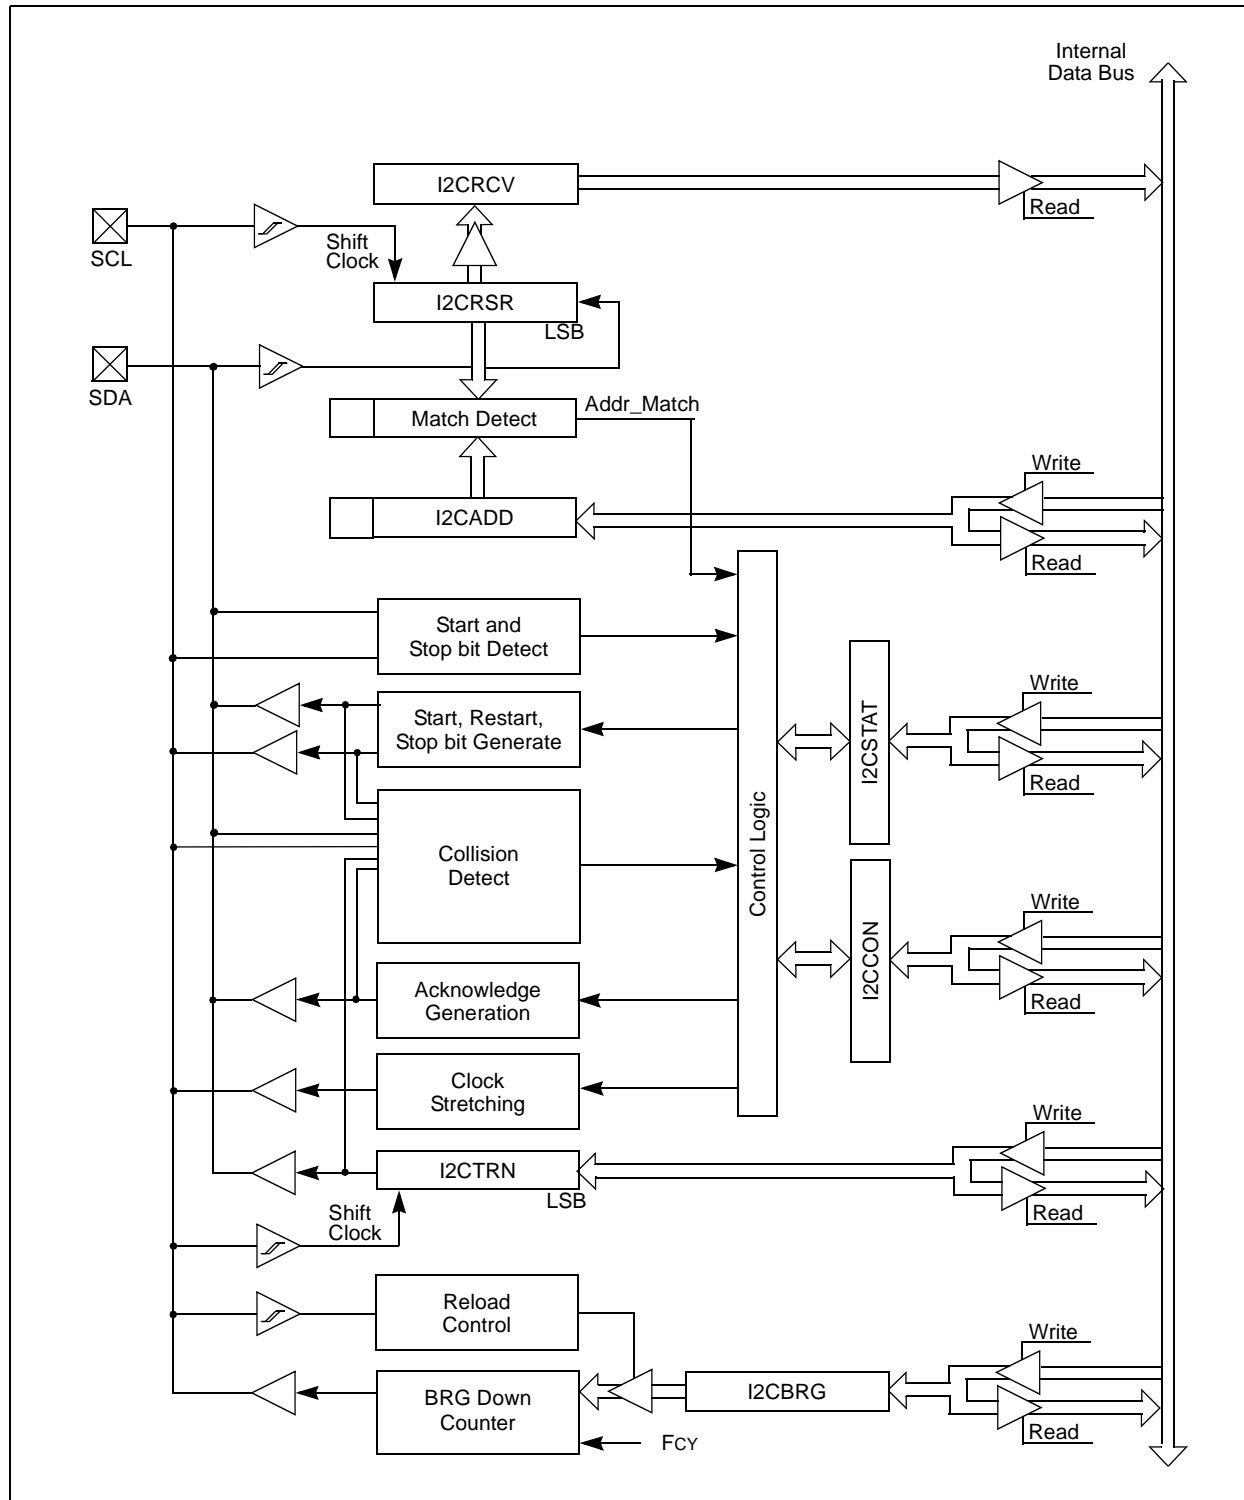 Internal
Data Bus
I2CRCV
Read
SCL
Shift
Clock
I2CRSR
LSB
SDA
Match Detect
Addr_Match
Write
I2CADD
Read
Start and
Stop bit Detect
Write
Start, Restart,
Stop bit Generate
I2CSTAT
Read
Control Logic
Collision
Detect
Write
I2CCON
Acknowledge
Generation
Read
Clock
Stretching
Write
I2CTRN
LSB
Read
Shift
Clock
Reload
Control
Write
I2CBRG
BRG Down
Counter
Read
FCY